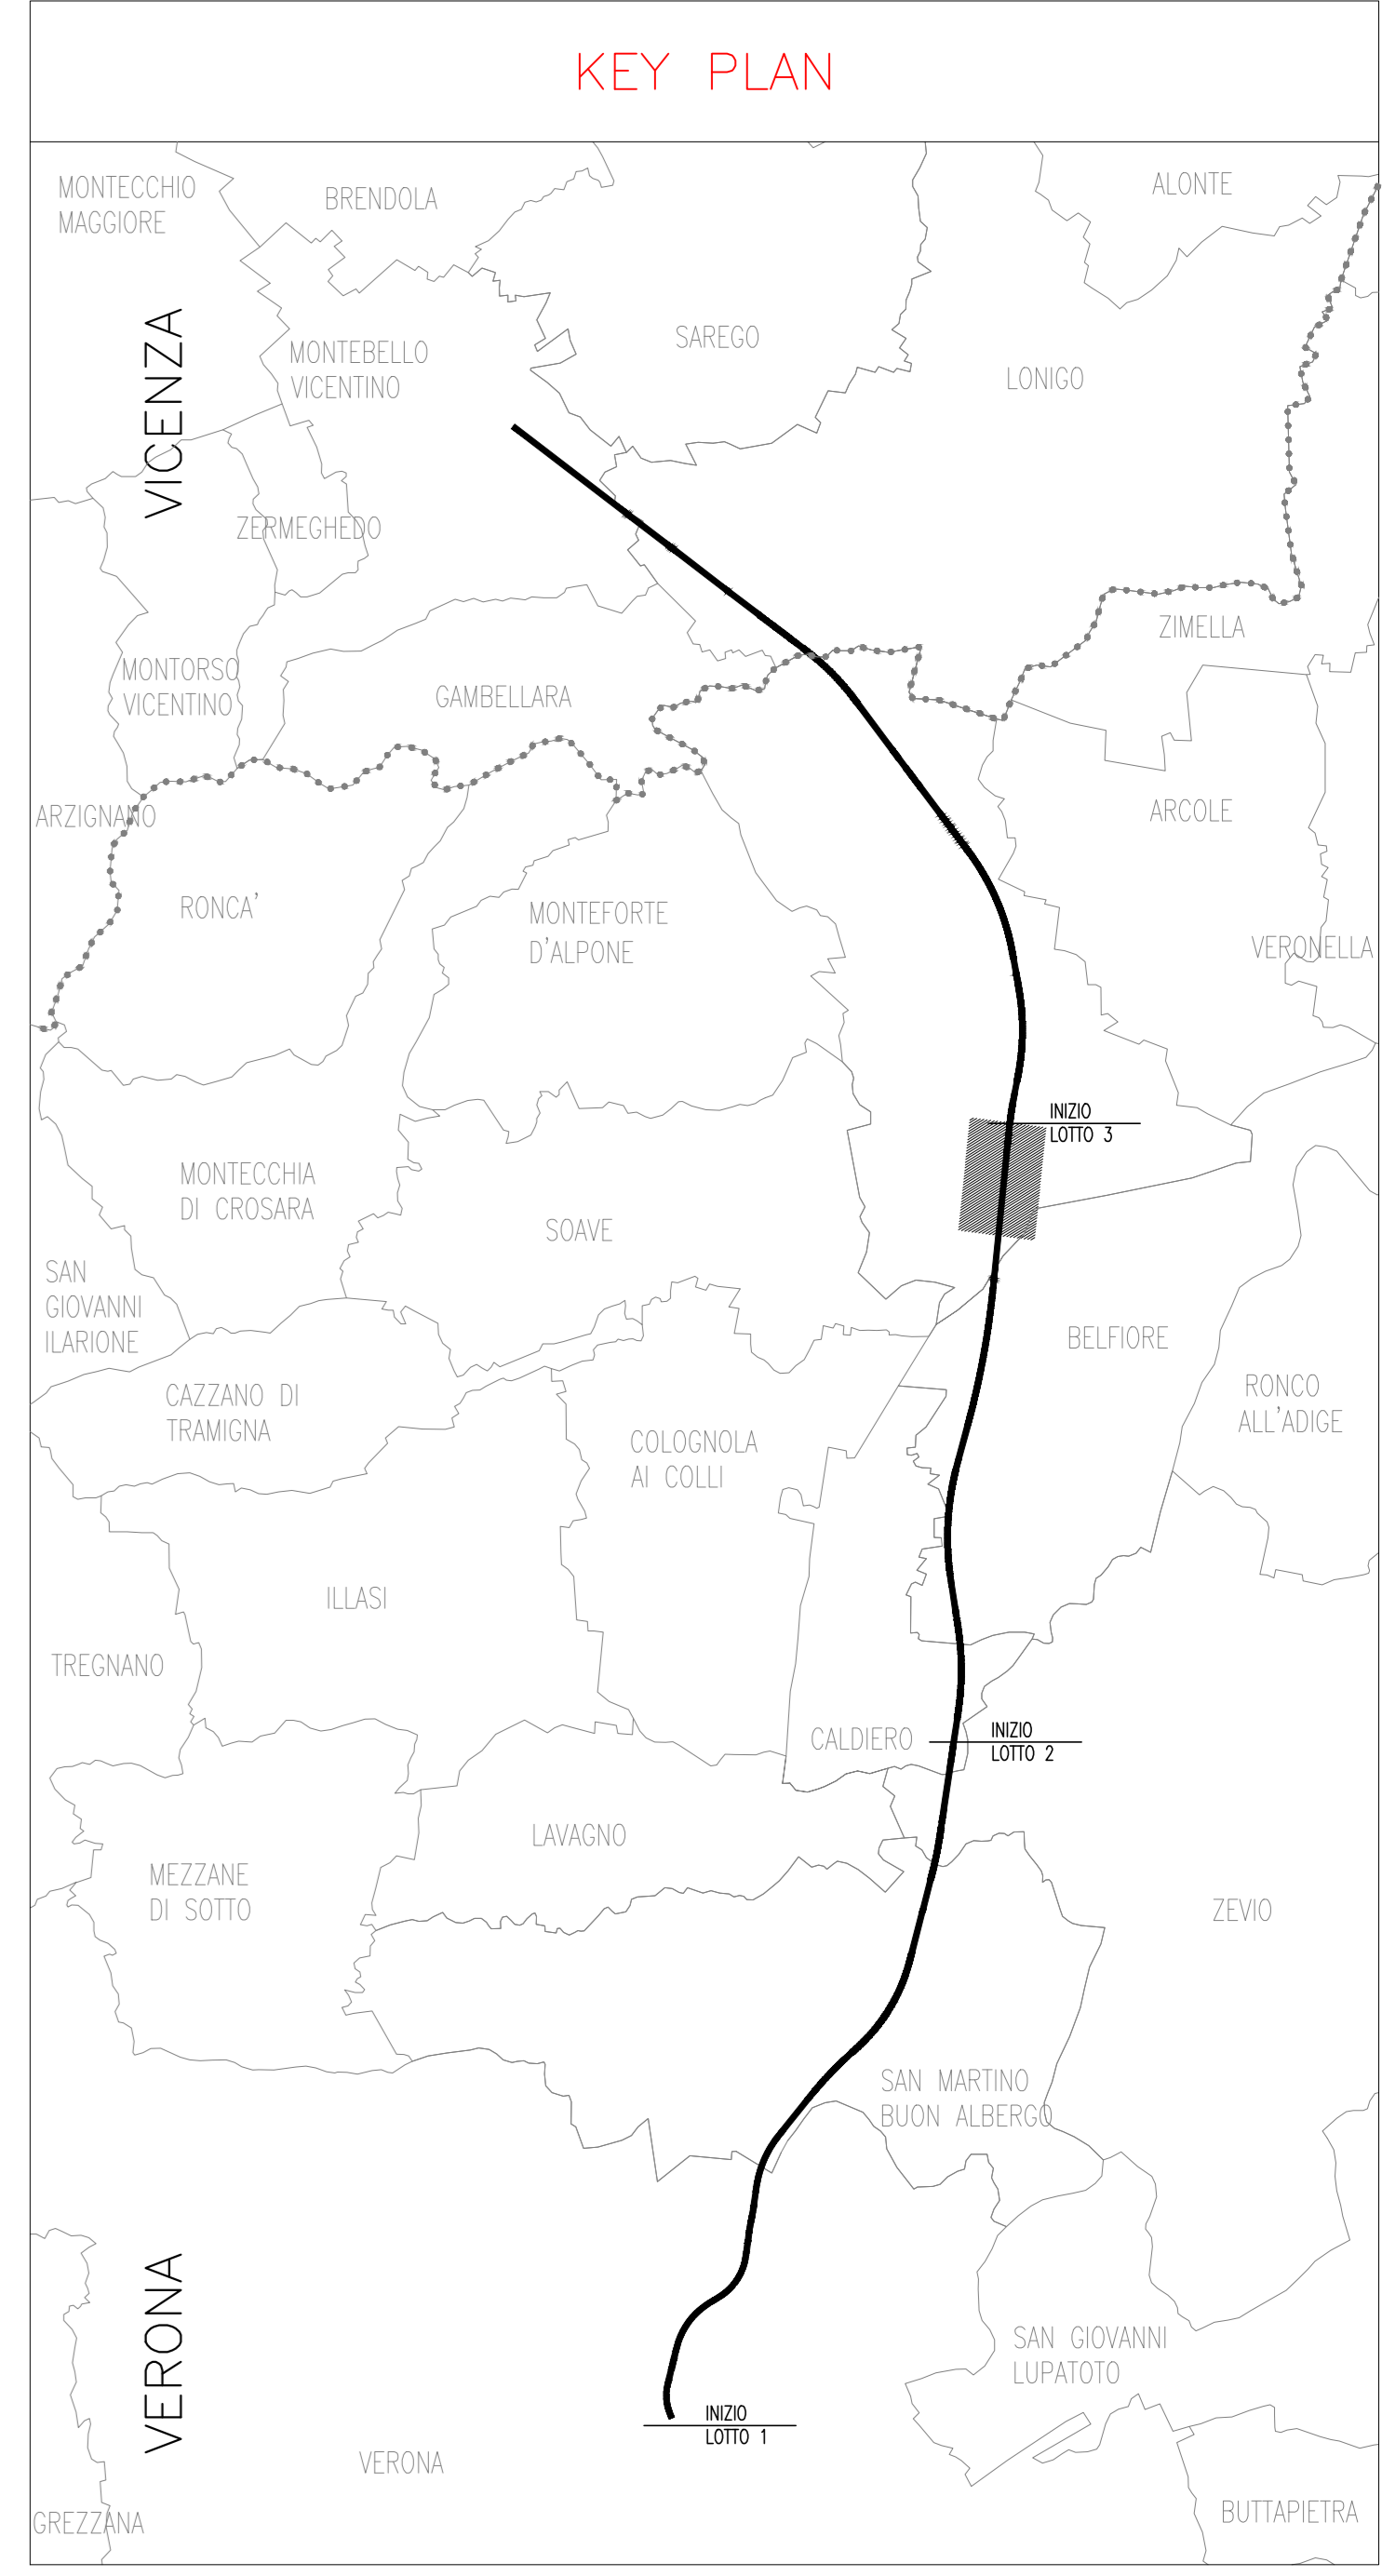 KEY PLAN
MONTECCHIO
MAGGIORE
BRENDOLA
ALONTE
VICENZA
MONTEBELLO
VICENTINO
SAREGO
LONIGO
ZERMEGHEDO
ZIMELLA
MONTORSO
VICENTINO
GAMBELLARA
ARZIGNANO
ARCOLE
RONCA'
MONTEFORTE
D'ALPONE
VERONELLA
INIZIO
LOTTO 3
MONTECCHIA
DI CROSARA
SOAVE
SAN
GIOVANNI
ILARIONE
BELFIORE
CAZZANO DI
TRAMIGNA
RONCO
ALL'ADIGE
COLOGNOLA
AI COLLI
ILLASI
TREGNANO
CALDIERO
INIZIO
LOTTO 2
LAVAGNO
MEZZANE
DI SOTTO
ZEVIO
SAN MARTINO
BUON ALBERGO
VERONA
SAN GIOVANNI
LUPATOTO
INIZIO
LOTTO 1
VERONA
GREZZANA
BUTTAPIETRA